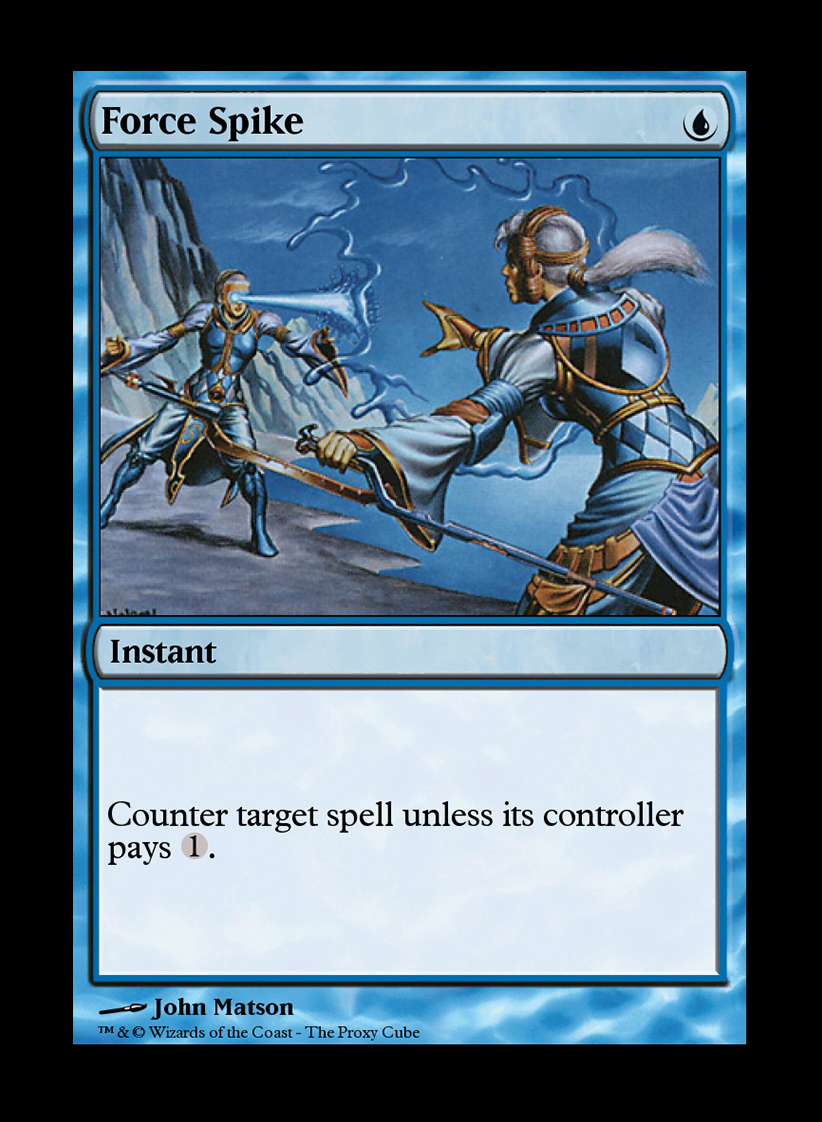 Force Spike
Instant
Counter target spell unless its controller
pays 1.
John Matson
™ & © Wizards of the Coast - The Proxy Cube